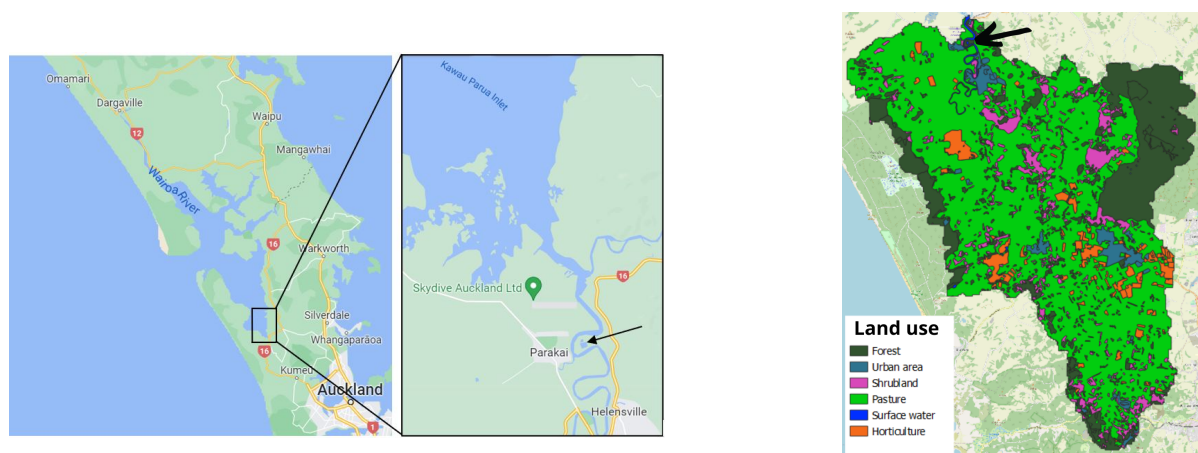 Omamari
Dargaville
12
Waipu
Mangawhai
Wairoa River
16
Warkworth
Silverdale
Whangaparāoa
16
Kumeū
Auckland
1
Kawau Parua Inlet
16
Skydive Auckland Ltd
Parakai
Helensville
Land use
Forest
Urban area
Shrubland
Pasture
Surface water
Horticulture